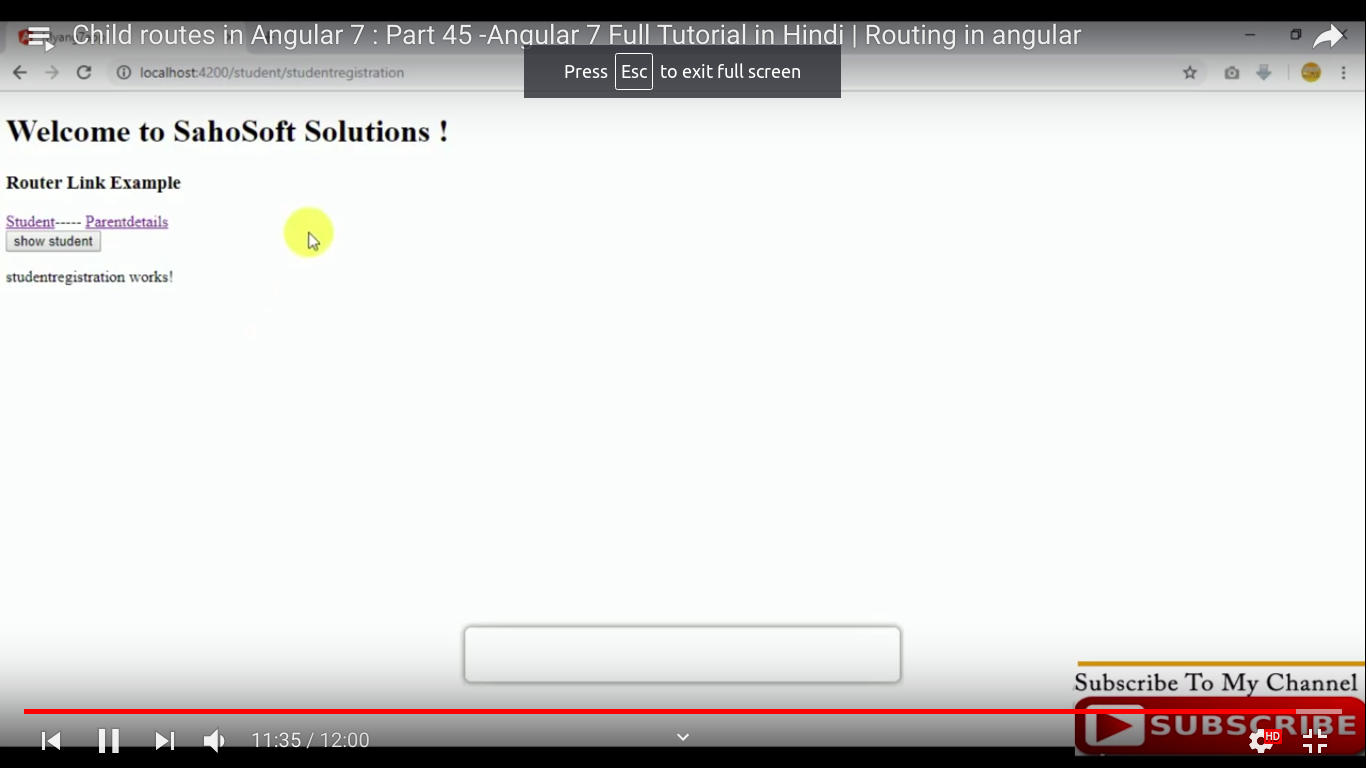 Child routes in Angular 7 : Part 45 -Angular 7 Full Tutorial in Hindi | Routing in angular
localhost:4200/student/studentregistration
Press Esc to exit full screen
Welcome to SahoSoft Solutions !
Router Link Example
Student----- Parentdetails
show student
studentregistration works!
Subscribe To My Channel
SUBSCRIBE
11:35 / 12:00
HD